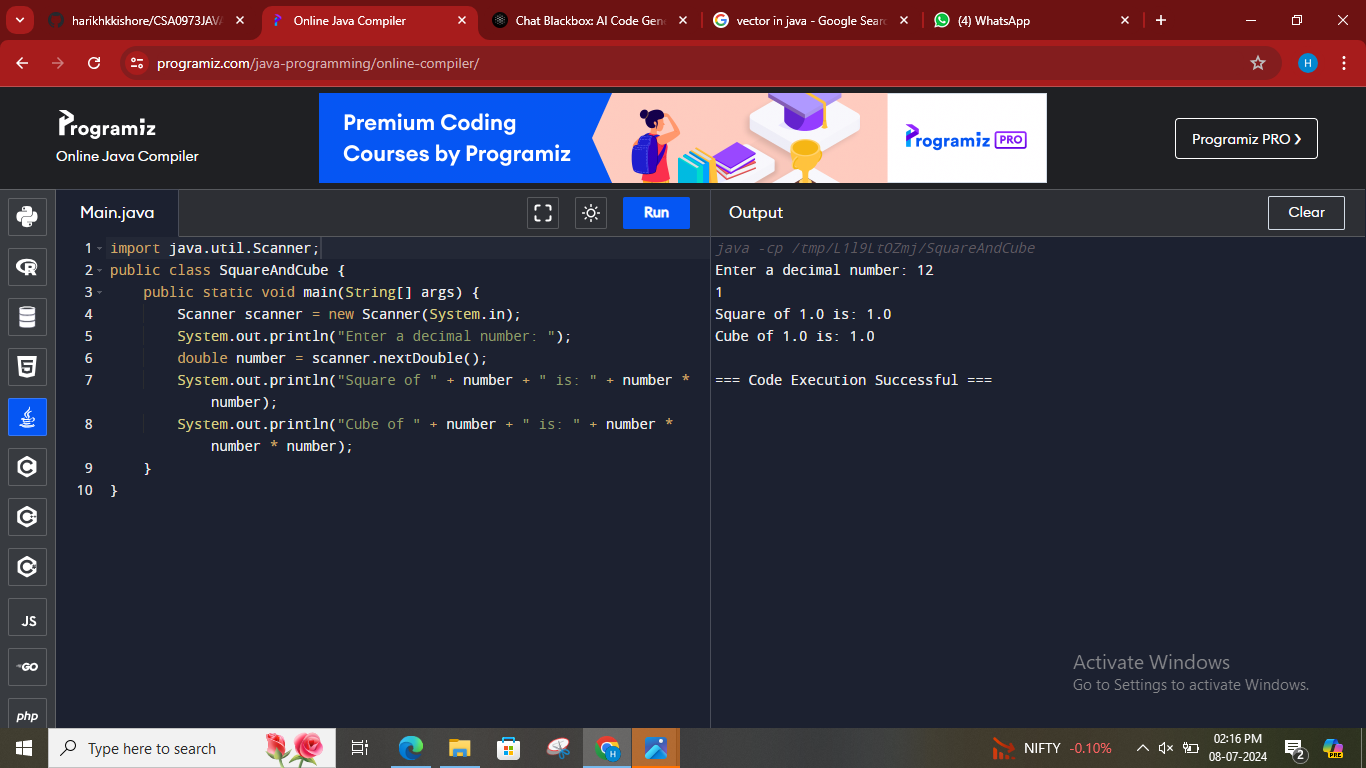 harikhkkishore/CSA0973JAVA
Online Java Compiler
Chat Blackbox: AI Code Gene
vector in java - Google Searc
(4) WhatsApp
programiz.com/java-programming/online-compiler/
H
Programiz
Online Java Compiler
Premium Coding
Courses by Programiz
Programiz PRO
Programiz PRO ❯
Main.java
Run
Output
Clear
1 import java.util.Scanner;
2 public class SquareAndCube {
3 public static void main(String[] args) {
4 Scanner scanner = new Scanner(System.in);
5 System.out.println("Enter a decimal number: ");
6 double number = scanner.nextDouble();
7 System.out.println("Square of " + number + " is: " + number *
number);
8 System.out.println("Cube of " + number + " is: " + number *
number * number);
9 }
10 }
java -cp /tmp/L1l9LtOZmj/SquareAndCube
Enter a decimal number: 12
1
Square of 1.0 is: 1.0
Cube of 1.0 is: 1.0
=== Code Execution Successful ===
R
5
C
C
C
JS
GO
php
Activate Windows
Go to Settings to activate Windows.
Type here to search
H
NIFTY -0.10%
02:16 PM
08-07-2024
2
PRE